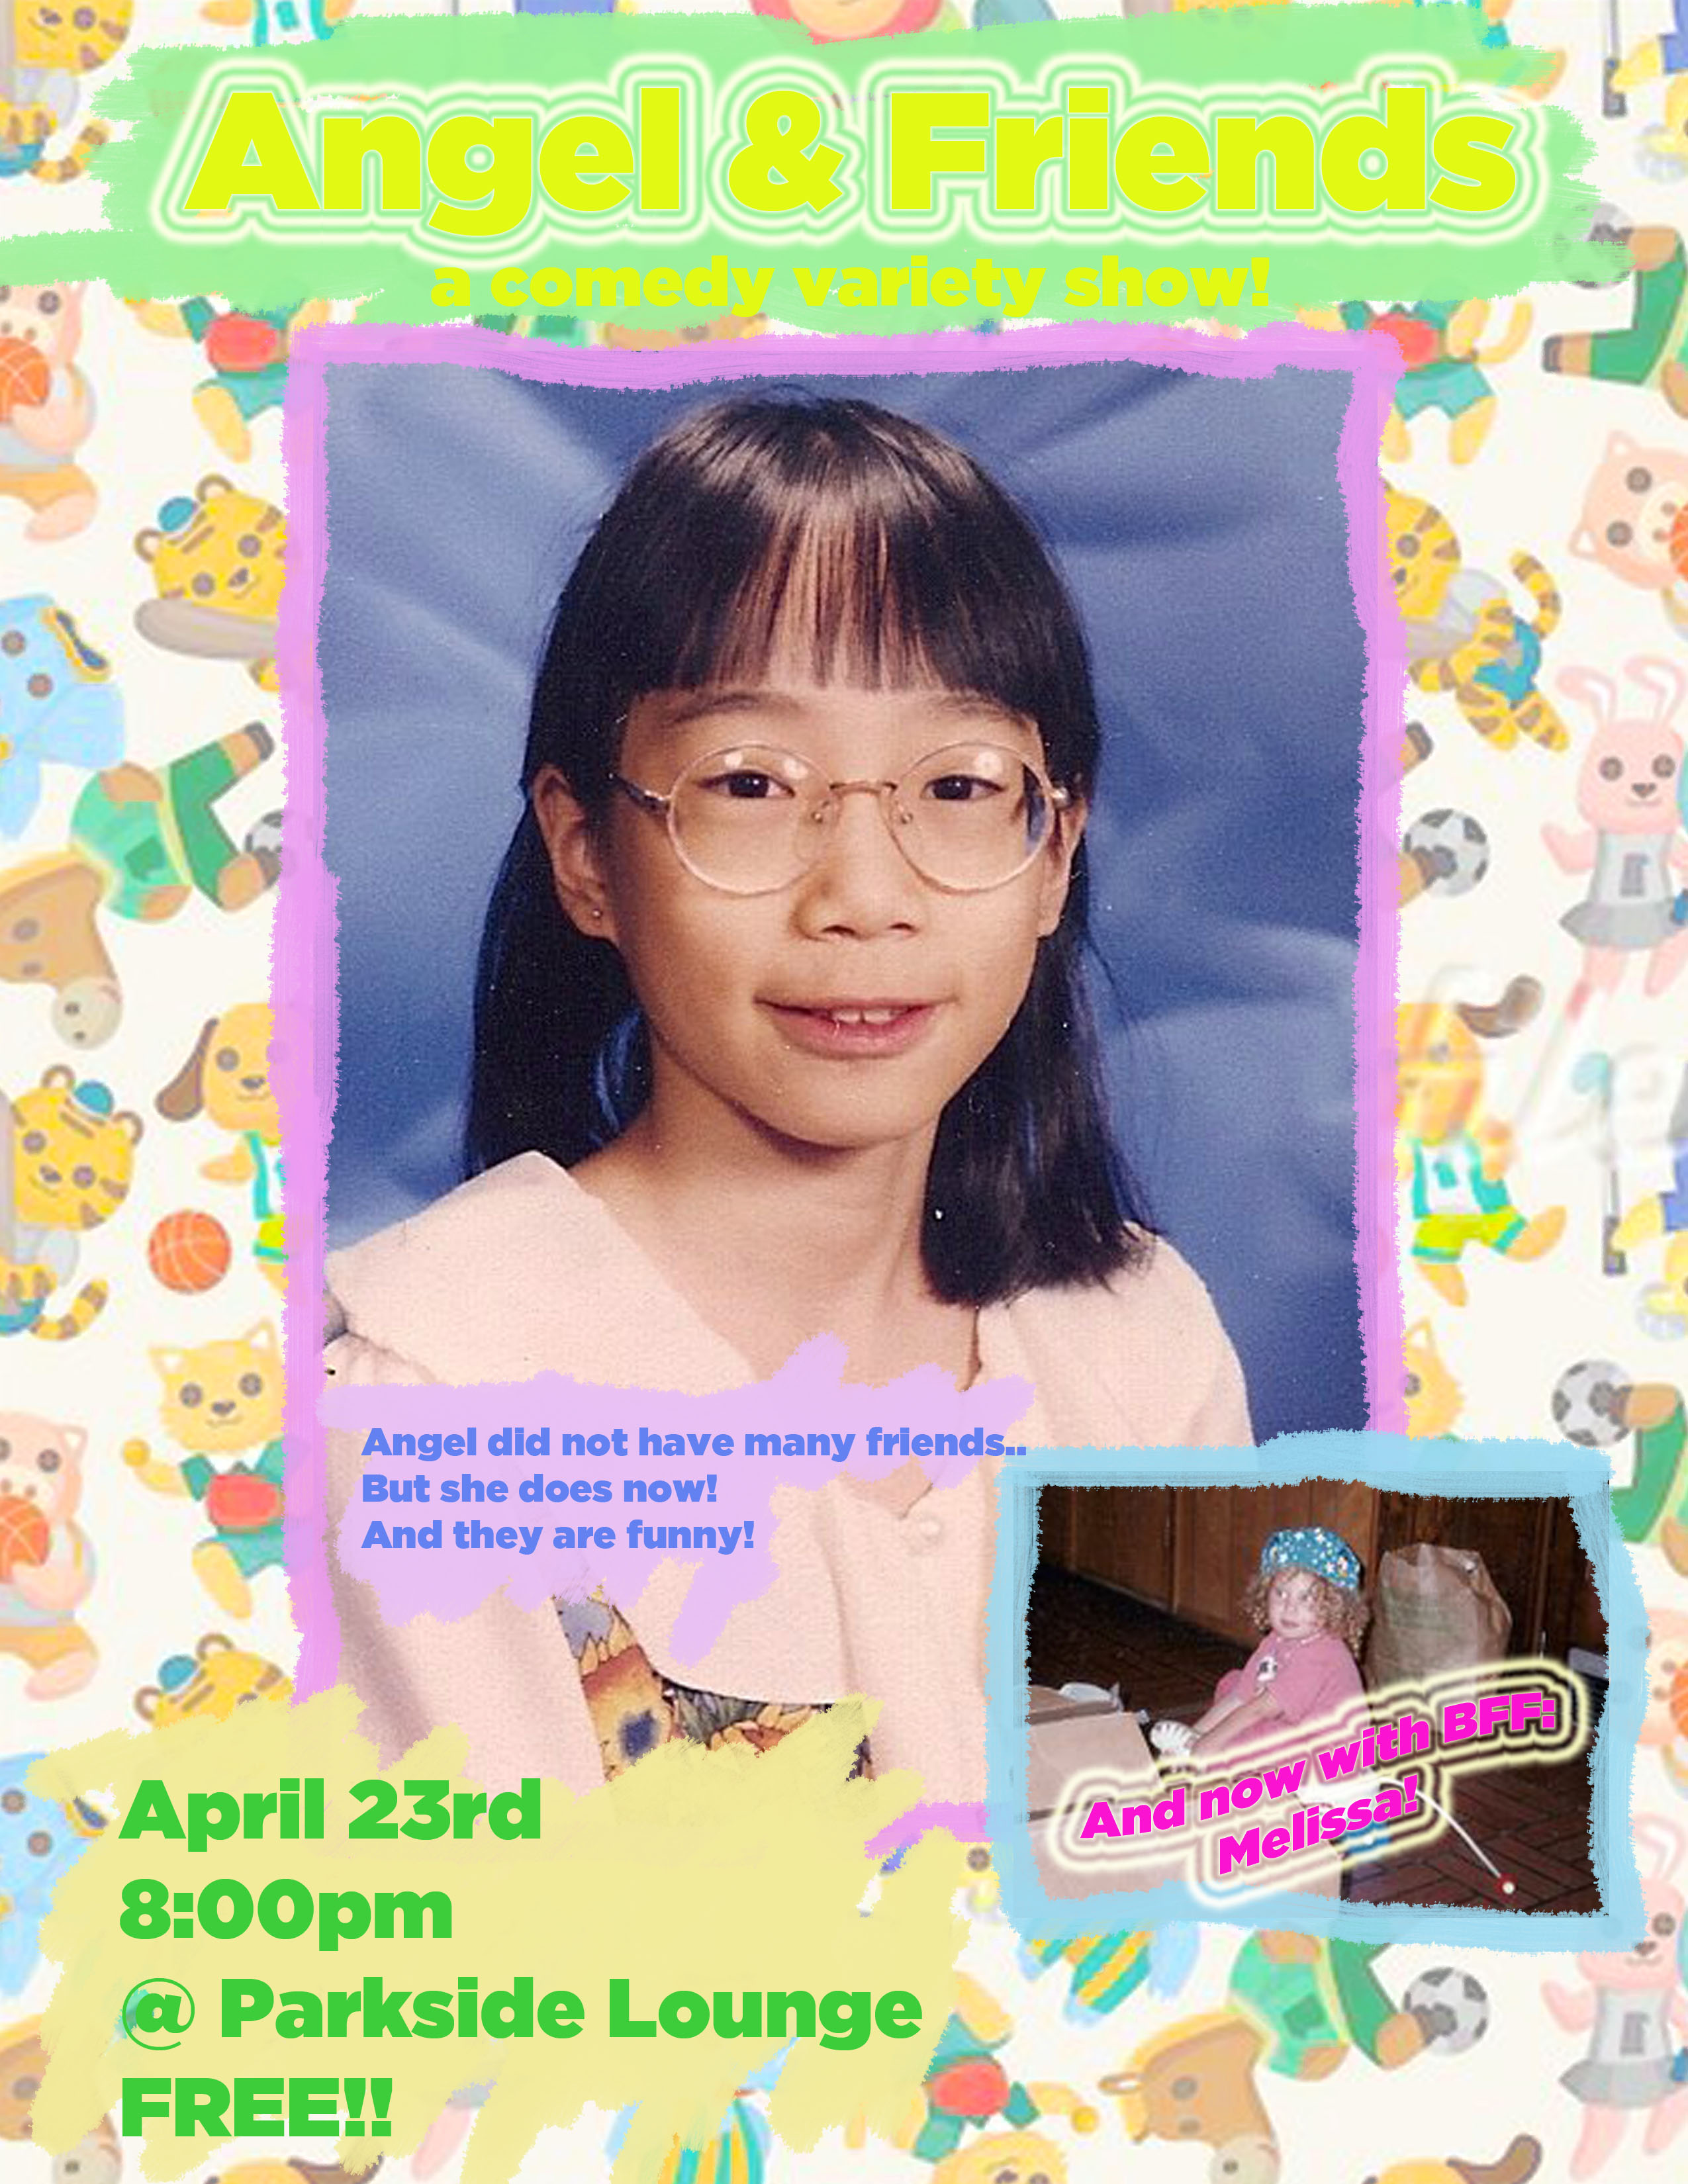 Angel & Friends
a comedy variety show!
Angel did not have many friends..
But she does now!
And they are funny!
And now with BFF:
Melissa!
April 23rd
8:00pm
@ Parkside Lounge
FREE!!